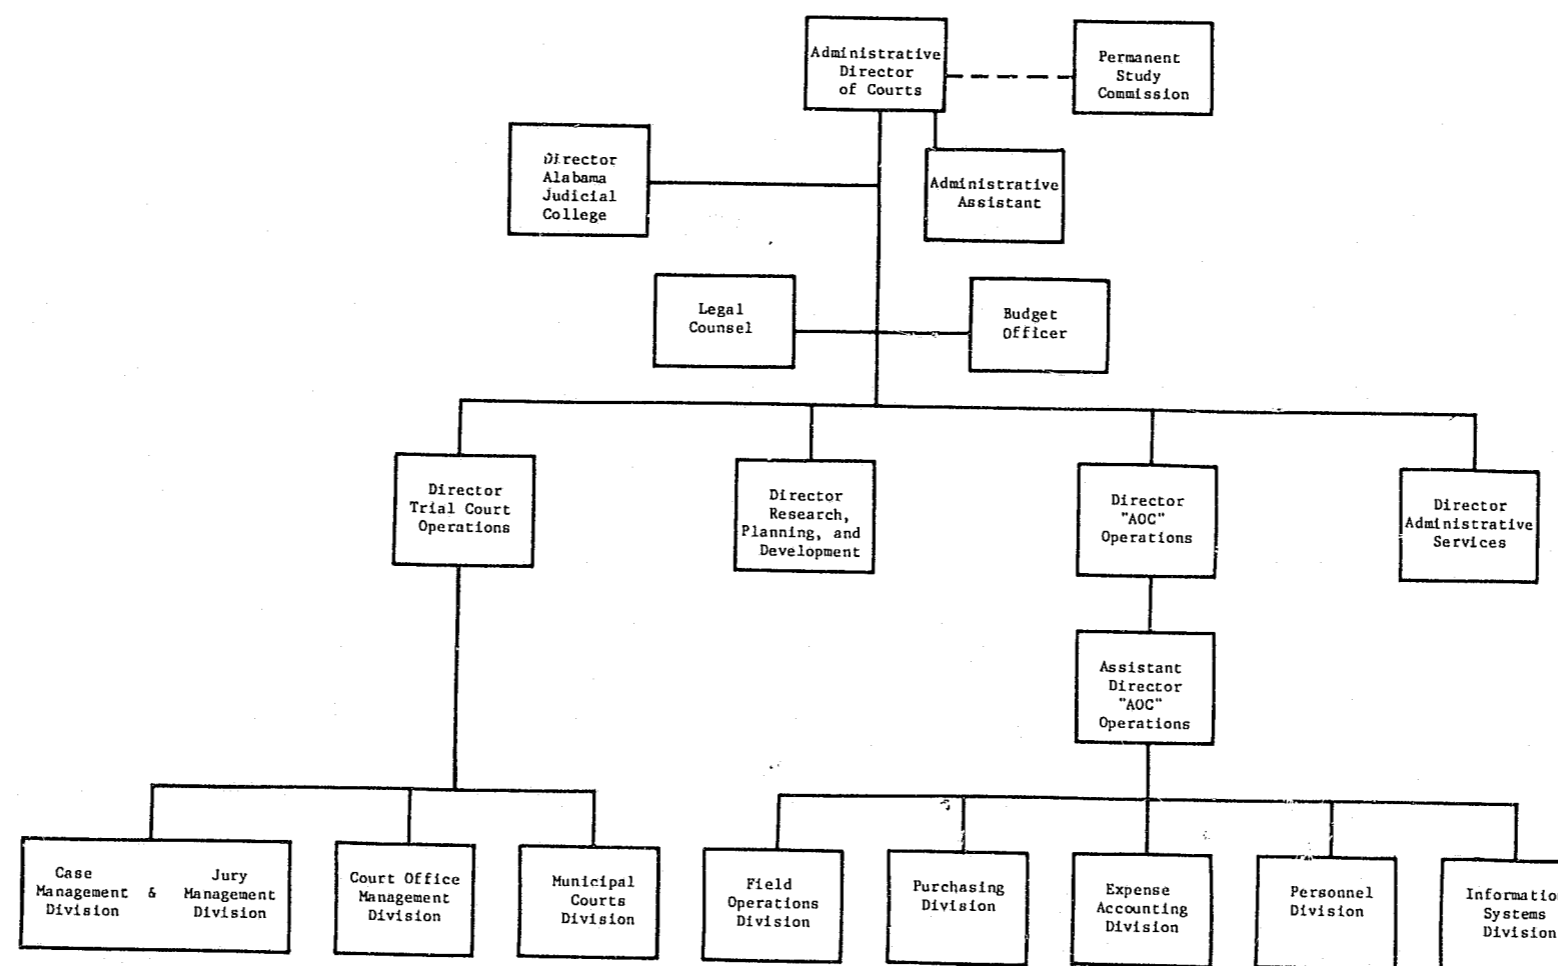 Administrative
Director
of Courts
Permanent
Study
Commission
Director
Alabama
Judicial
College
Administrative
Assistant
Legal
Counsel
Budget
Officer
Director
Trial Court
Operations
Director
Research,
Planning, and
Development
Director
"AOC"
Operations
Director
Administrative
Services
Assistant
Director
"AOC"
Operations
Case
Management
Division
&
Jury
Management
Division
Court Office
Management
Division
Municipal
Courts
Division
Field
Operations
Division
Purchasing
Division
Expense
Accounting
Division
Personnel
Division
Informatio
Systems
Division